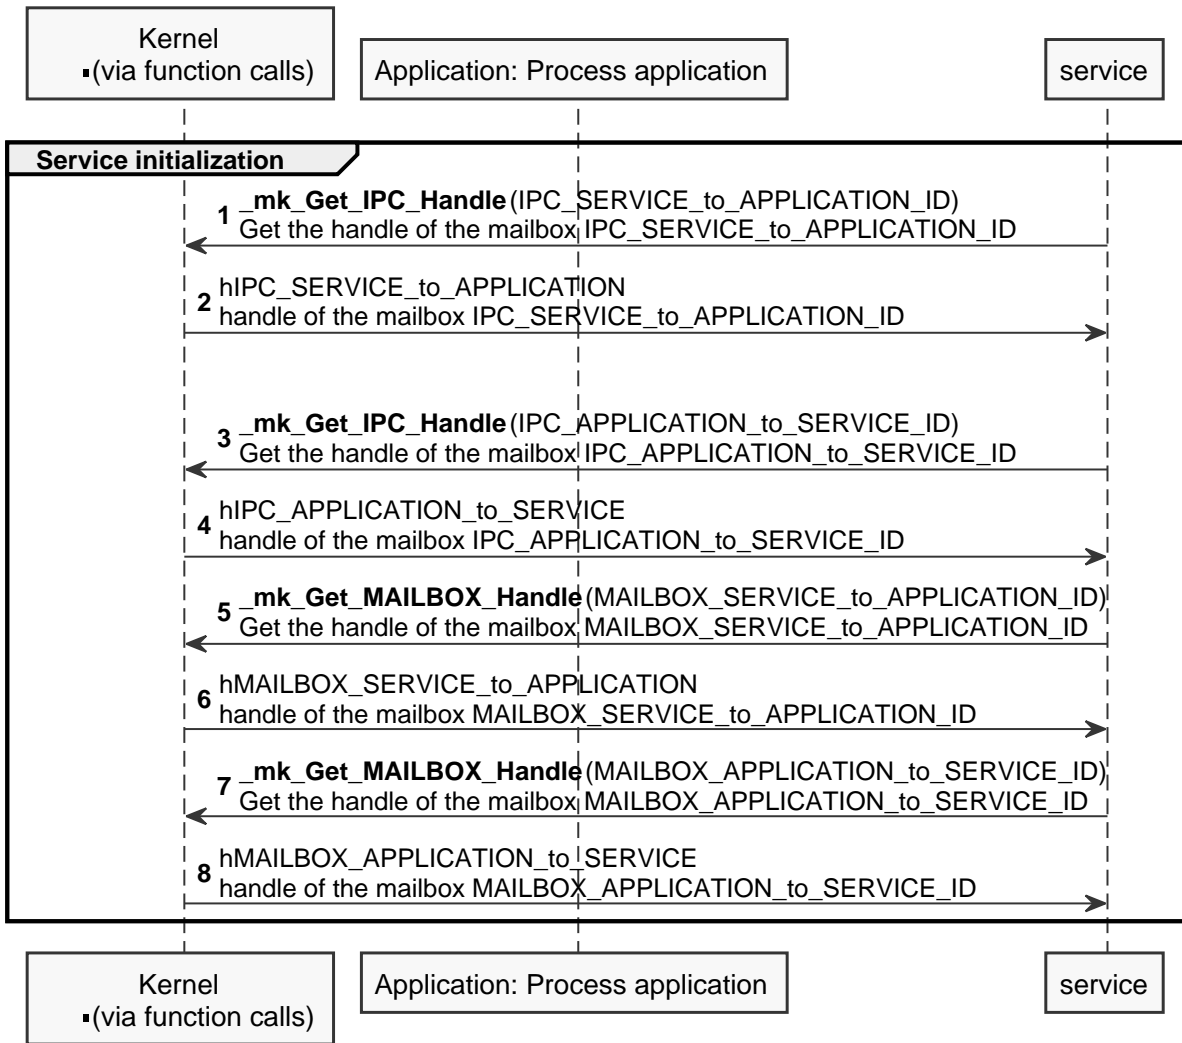 Kernel
▪(via function calls)
Application: Process application
service
Service initialization
1
_mk_Get_IPC_Handle(IPC_SERVICE_to_APPLICATION_ID)
Get the handle of the mailbox IPC_SERVICE_to_APPLICATION_ID
2
hIPC_SERVICE_to_APPLICATION
handle of the mailbox IPC_SERVICE_to_APPLICATION_ID
3
_mk_Get_IPC_Handle(IPC_APPLICATION_to_SERVICE_ID)
Get the handle of the mailbox IPC_APPLICATION_to_SERVICE_ID
4
hIPC_APPLICATION_to_SERVICE
handle of the mailbox IPC_APPLICATION_to_SERVICE_ID
5
_mk_Get_MAILBOX_Handle(MAILBOX_SERVICE_to_APPLICATION_ID)
Get the handle of the mailbox MAILBOX_SERVICE_to_APPLICATION_ID
6
hMAILBOX_SERVICE_to_APPLICATION
handle of the mailbox MAILBOX_SERVICE_to_APPLICATION_ID
7
_mk_Get_MAILBOX_Handle(MAILBOX_APPLICATION_to_SERVICE_ID)
Get the handle of the mailbox MAILBOX_APPLICATION_to_SERVICE_ID
8
hMAILBOX_APPLICATION_to_SERVICE
handle of the mailbox MAILBOX_APPLICATION_to_SERVICE_ID
Kernel
▪(via function calls)
Application: Process application
service